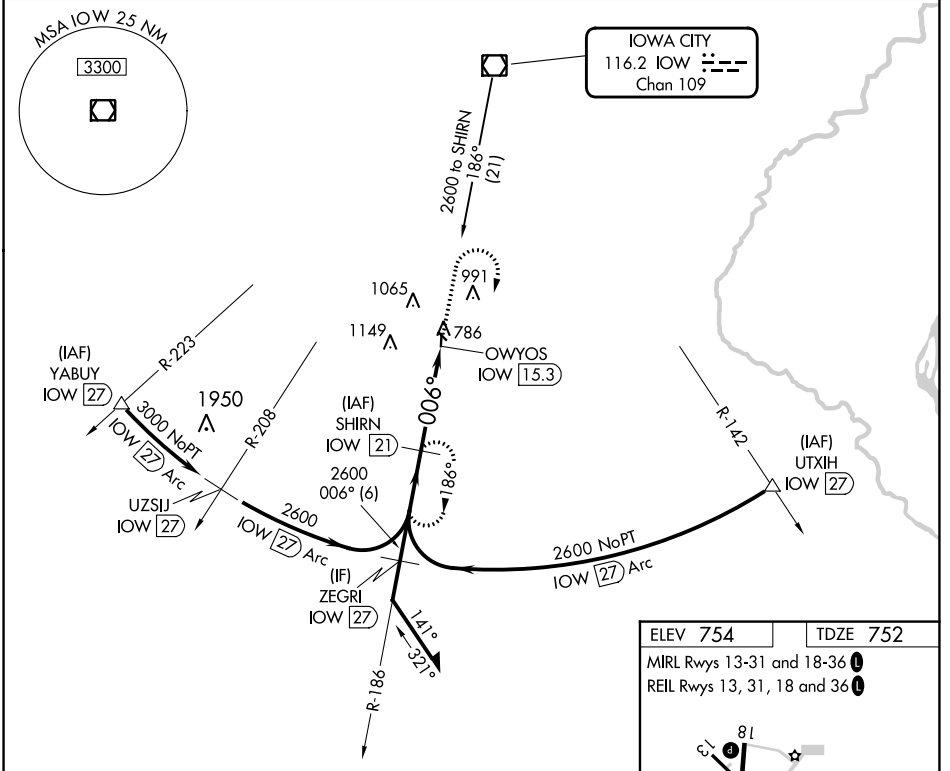 MSA IOW 25 NM
3300
IOWA CITY
116.2 IOW
Chan 109
2600 to SHIRN
186°
(21)
991
1065
1149
786
OWYOS
IOW 15.3
(IAF)
YABUY
IOW 27
R-223
1950
R-208
3000 NoPT
IOW 27 Arc
(IAF)
SHIRN
IOW 21
006°
186°
R-142
(IAF)
UTXIH
IOW 27
2600
006° (6)
UZSIJ
IOW 27
2600
IOW 27 Arc
2600 NoPT
IOW 27 Arc
(IF)
ZEGRI
IOW 27
141°
321°
R-186
ELEV 754
TDZE 752
MIRL Rwys 13-31 and 18-36 L
REIL Rwys 13, 31, 18 and 36 L
13
P
18